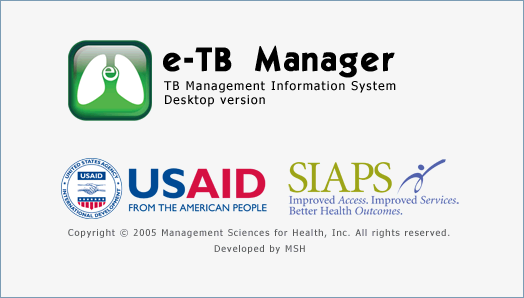 e
e-TB Manager
TB Management Information System
Desktop version
UNITED STATES AGENCY
USAID
INTERNATIONAL DEVELOPMENT
USAID
FROM THE AMERICAN PEOPLE
SIAPS
Improved Access. Improved Services.
Better Health Outcomes.
Copyright © 2005 Management Sciences for Health, Inc. All rights reserved.
Developed by MSH